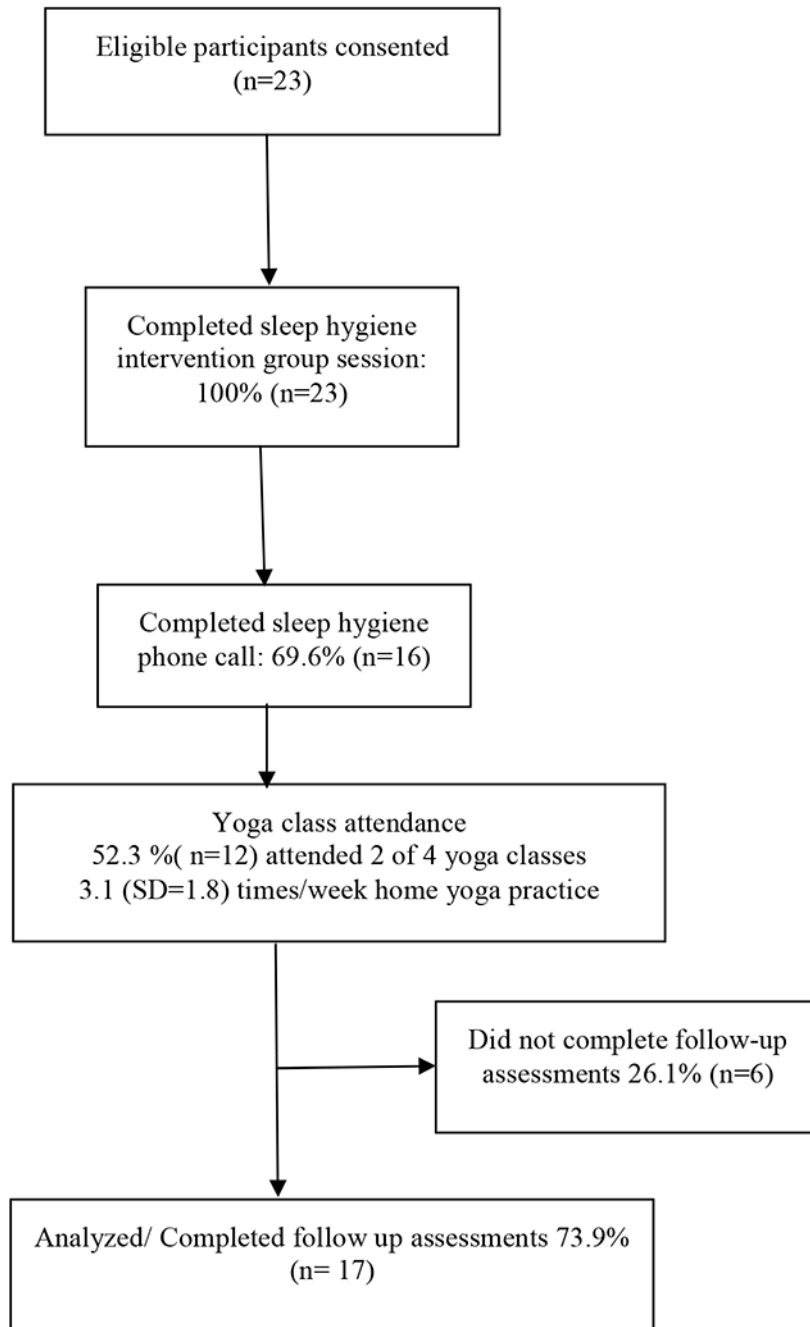 Eligible participants consented
(n=23)
Completed sleep hygiene
intervention group session:
100% (n=23)
Completed sleep hygiene
phone call: 69.6% (n=16)
Yoga class attendance
52.3 %( n=12) attended 2 of 4 yoga classes
3.1 (SD=1.8) times/week home yoga practice
Did not complete follow-up
assessments 26.1% (n=6)
Analyzed/ Completed follow up assessments 73.9%
(n= 17)